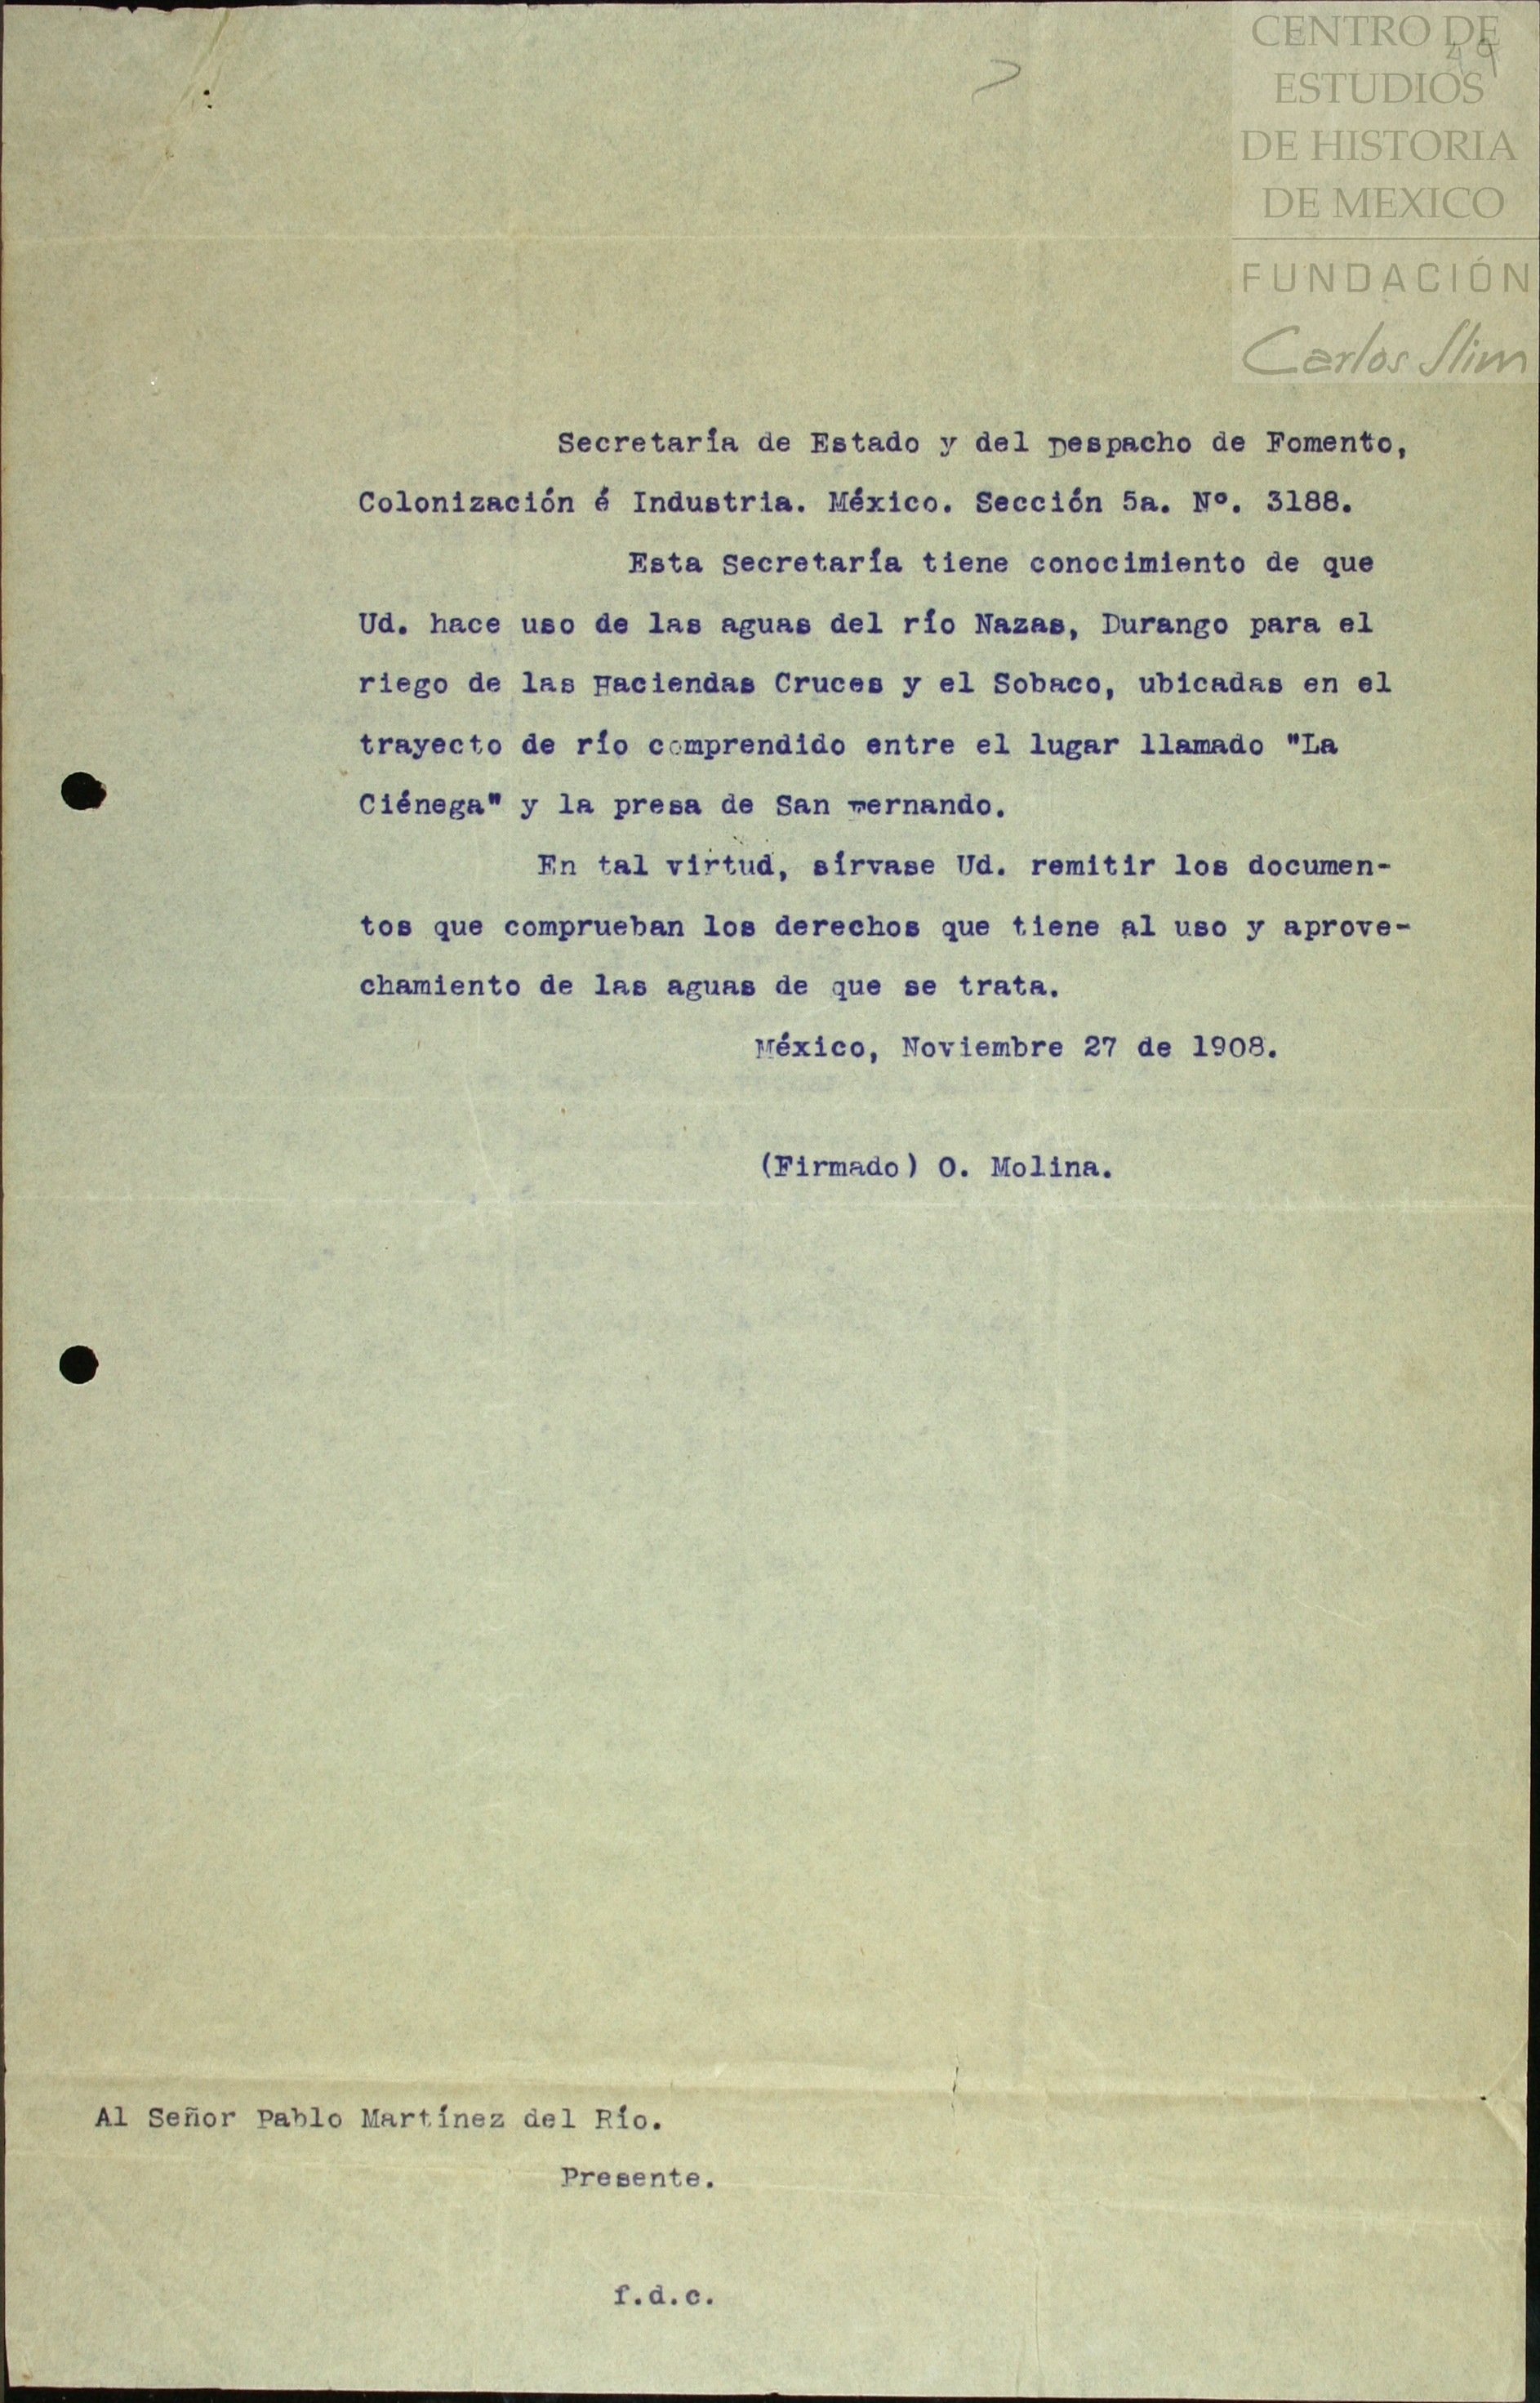 CENTRO DE
49
ESTUDIOS
DE HISTORIA
DE MEXICO
FUNDACIÓN
Carlos Slim
Secretaría de Estado y del Despacho de Fomento,
Colonización é Industria. México. Sección 5a. Nº. 3188.
Esta Secretaría tiene conocimiento de que
Ud. hace uso de las aguas del río Nazas, Durango para el
riego de las Haciendas Cruces y el Sobaco, ubicadas en el
trayecto de río comprendido entre el lugar llamado "La
Ciénega" y la presa de San Fernando.
En tal virtud, sírvase Ud. remitir los documen-
tos que comprueban los derechos que tiene al uso y aprove-
chamiento de las aguas de que se trata.
México, Noviembre 27 de 1908.
(Firmado) O. Molina.
Al Señor Pablo Martínez del Río.
Presente.
f.d.c.